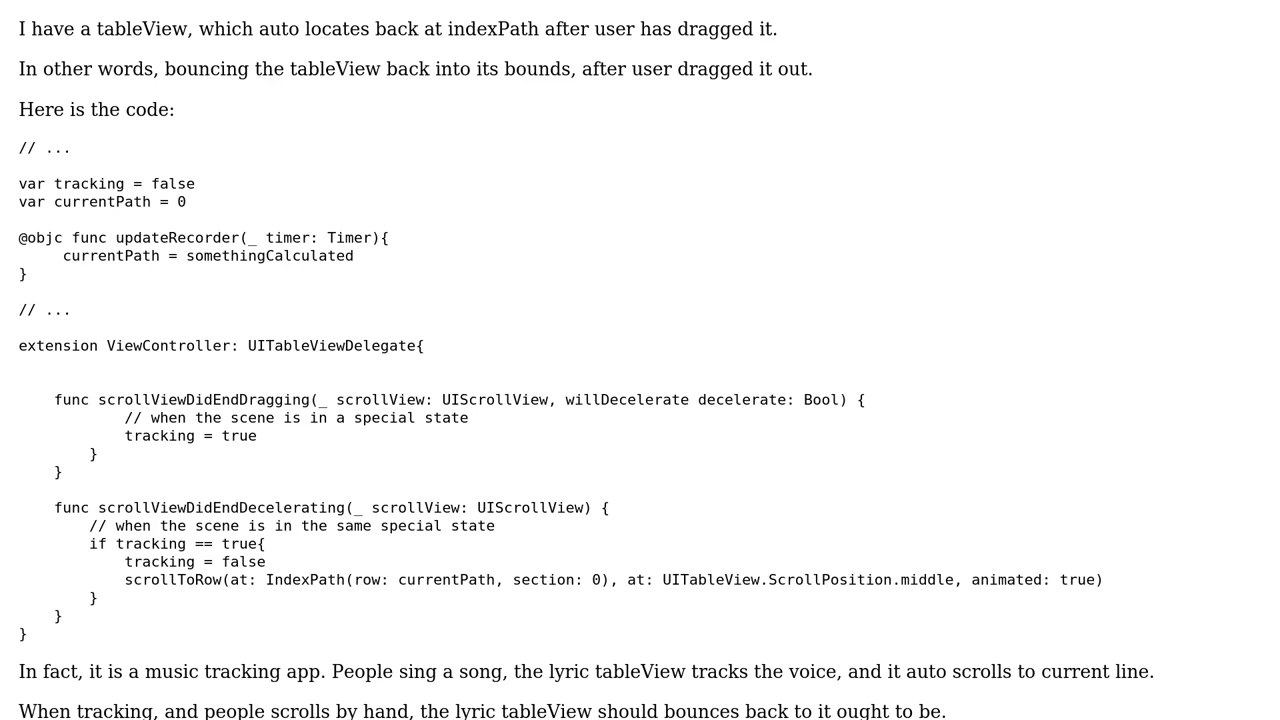 I have a tableView, which auto locates back at indexPath after user has dragged it.
In other words, bouncing the tableView back into its bounds, after user dragged it out.
Here is the code:
// ...
var tracking = false
var currentPath = 0
@objc func updateRecorder(_ timer: Timer){
     currentPath = somethingCalculated
}
// ...
extension ViewController: UITableViewDelegate{
    func scrollViewDidEndDragging(_ scrollView: UIScrollView, willDecelerate decelerate: Bool) {
            // when the scene is in a special state
            tracking = true
        }
    }
    func scrollViewDidEndDecelerating(_ scrollView: UIScrollView) {
        // when the scene is in the same special state
        if tracking == true{
            tracking = false
            scrollToRow(at: IndexPath(row: currentPath, section: 0), at: UITableView.ScrollPosition.middle, animated: true)
        }
    }
}
In fact, it is a music tracking app. People sing a song, the lyric tableView tracks the voice, and it auto scrolls to current line.
When tracking, and people scrolls by hand, the lyric tableView should bounces back to it ought to be.